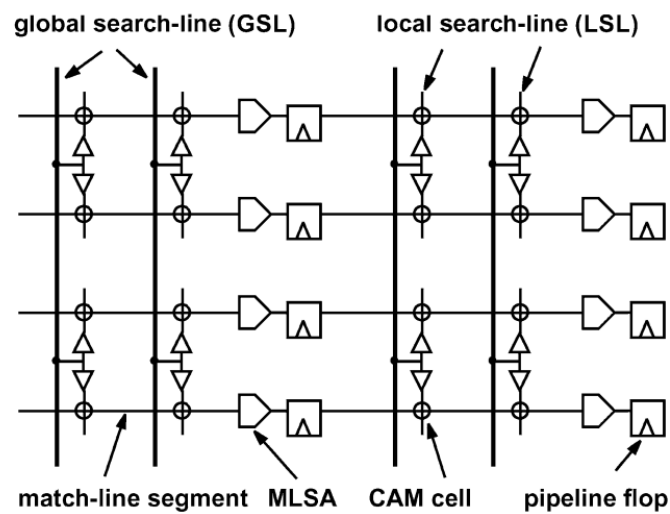 global search-line (GSL) local search-line (LSL)
match-line segment MLSA CAM cell pipeline flop